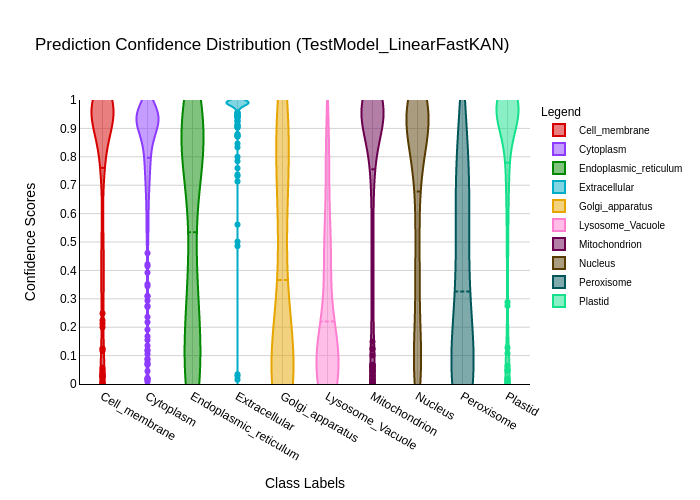 Prediction Confidence Distribution (TestModel_LinearFastKAN)
Legend
Cell_membrane
Cytoplasm
Endoplasmic_reticulum
Extracellular
Golgi_apparatus
Lysosome_Vacuole
Mitochondrion
Nucleus
Peroxisome
Plastid
Confidence Scores
1
0.9
0.8
0.7
0.6
0.5
0.4
0.3
0.2
0.1
0
Cell_membrane
Cytoplasm
Endoplasmic_reticulum
Extracellular
Golgi_apparatus
Lysosome_Vacuole
Mitochondrion
Nucleus
Peroxisome
Plastid
Class Labels